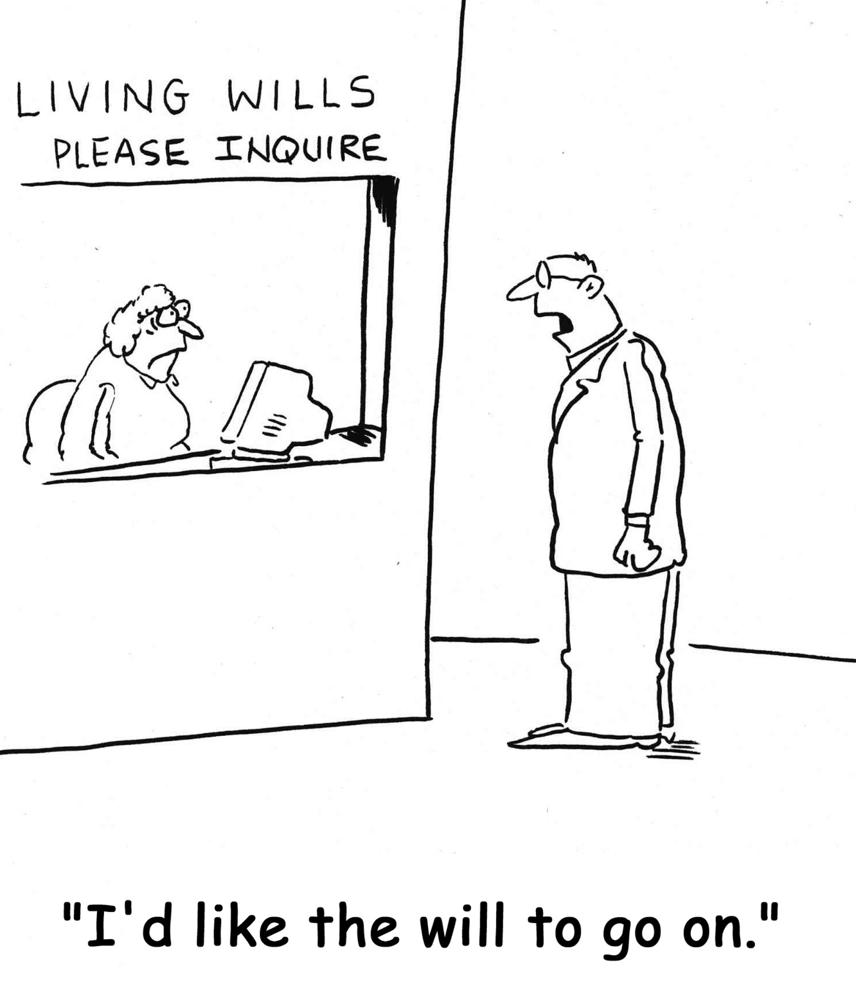 LIVING WILLS
PLEASE INQUIRE
"I'd like the will to go on."